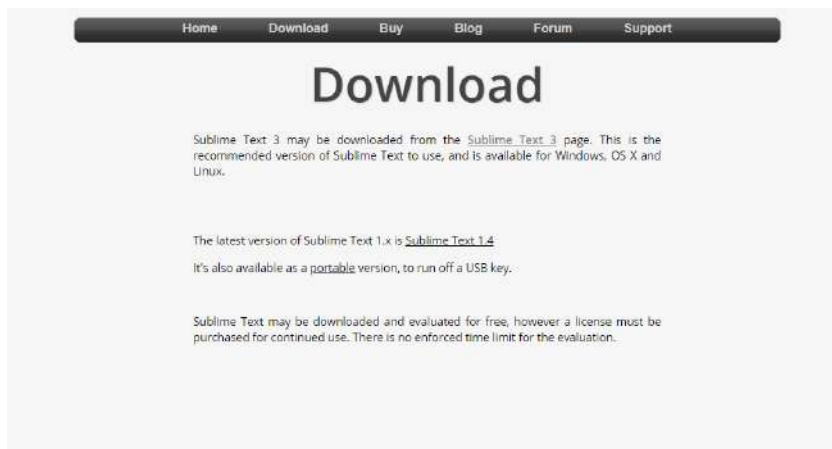 Home Download Buy Blog Forum Support
Download
Sublime Text 3 may be downloaded from the Sublime Text 3 page. This is the
recommended version of Sublime Text to use, and is available for Windows, OS X and
Linux.
The latest version of Sublime Text 1.x is Sublime Text 1.4
It's also available as a portable version, to run off a USB key.
Sublime Text may be downloaded and evaluated for free, however a license must be
purchased for continued use. There is no enforced time limit for the evaluation.